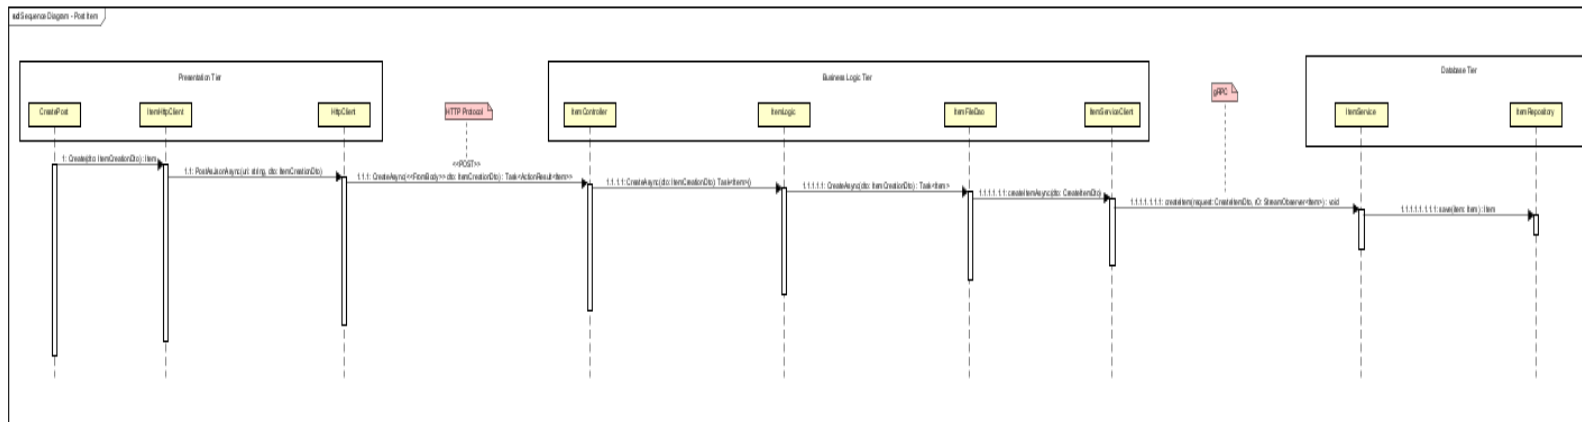 sd Sequence Diagram - Post Item
Presentation Tier
Business Logic Tier
Database Tier
CreatePost
ItemHttpClient
HttpClient
HTTP Protocol
ItemController
ItemLogic
ItemFileDao
ItemServiceClient
gRPC
ItemService
ItemRepository
1: Create(dto: ItemCreationDto) : Item
1.1: PostAsJsonAsync(uri: string, dto: ItemCreationDto)
<<POST>>
1.1.1: CreateAsync(<<FromBody>> dto: ItemCreationDto) : Task<ActionResult<Item>>
1.1.1.1: CreateAsync(dto: ItemCreationDto) Task<Item>()
1.1.1.1.1: CreateAsync(dto: ItemCreationDto) : Task<Item>
1.1.1.1.1.1: createItemAsync(dto: CreateItemDto)
1.1.1.1.1.1.1: createItem(request: CreateItemDto, rO: StreamObserver<Item>) : void
1.1.1.1.1.1.1.1: save(item: Item) : Item